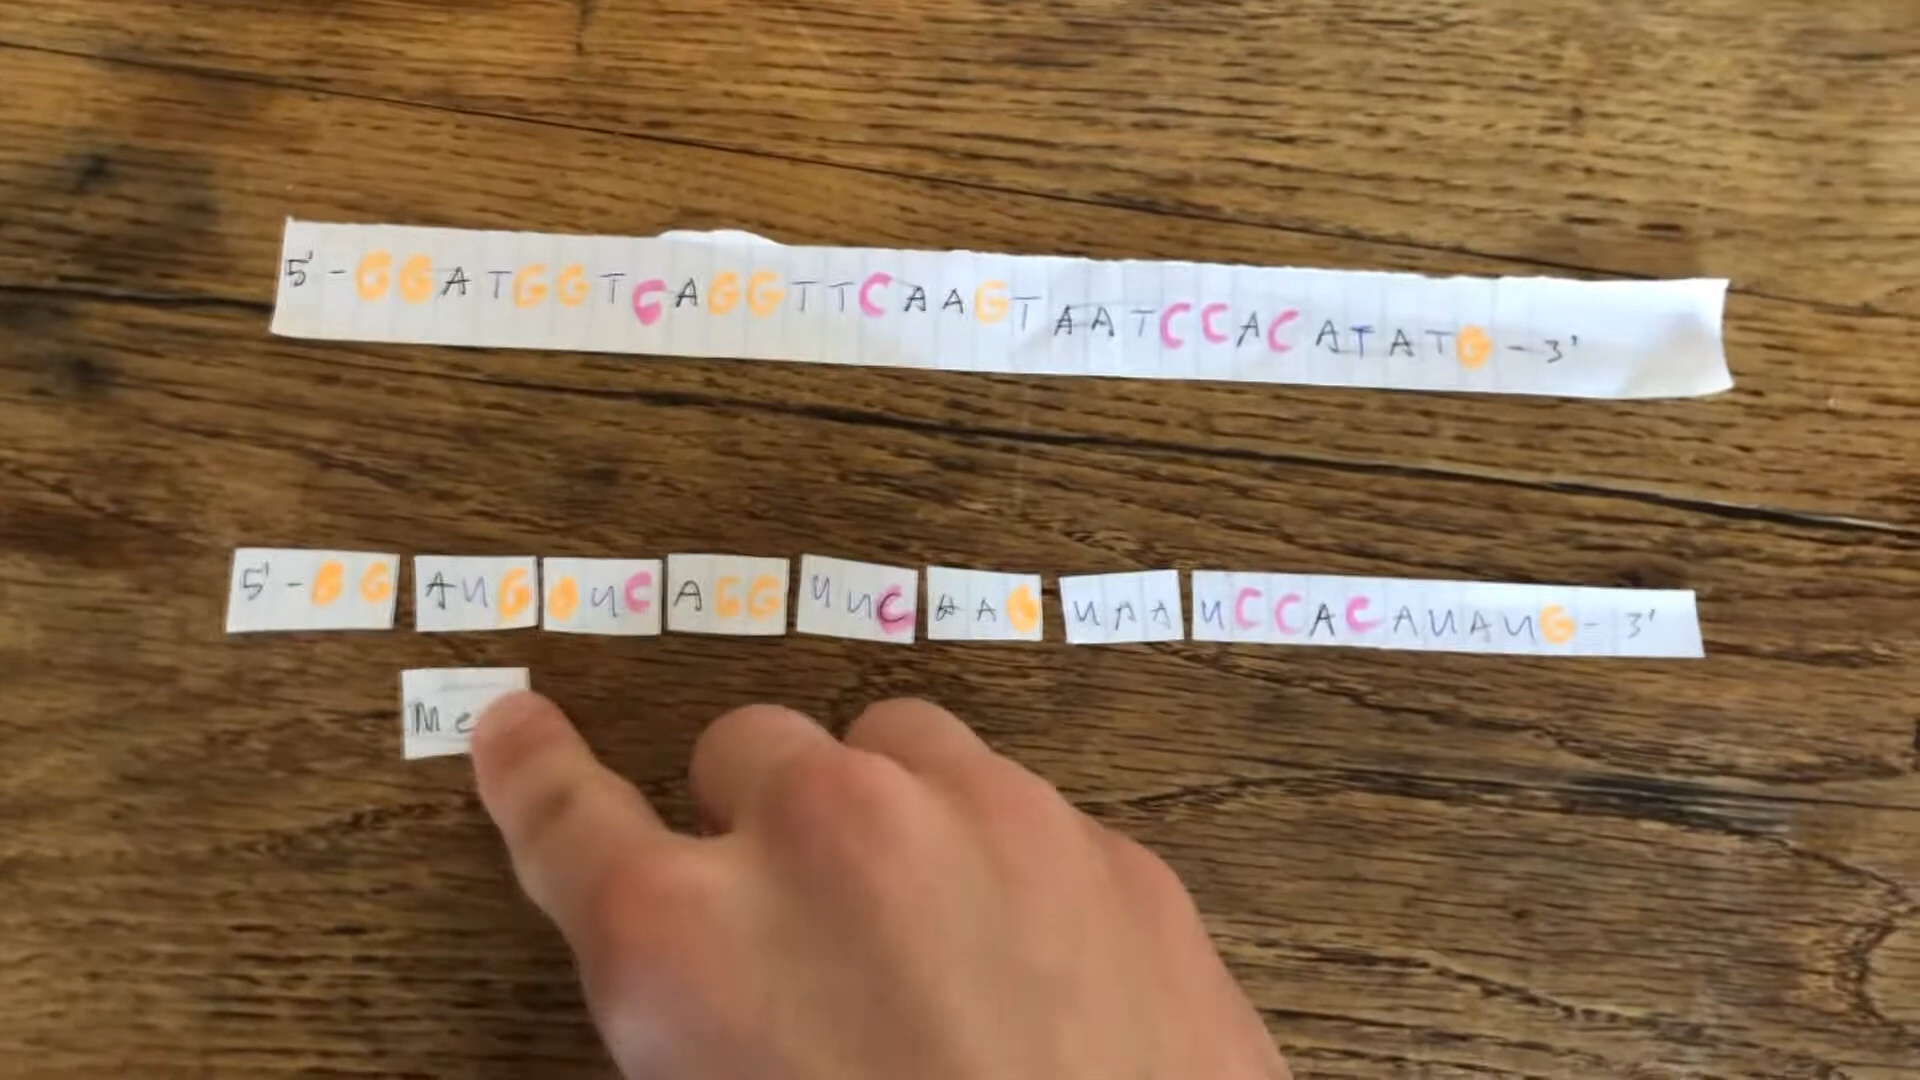 5' - GGATGGTCAGGTTCAAGTAATCCACATATG - 3'
5' - GG AUG GUC AGG UUC AAG UAA UCCACAUAUG - 3'